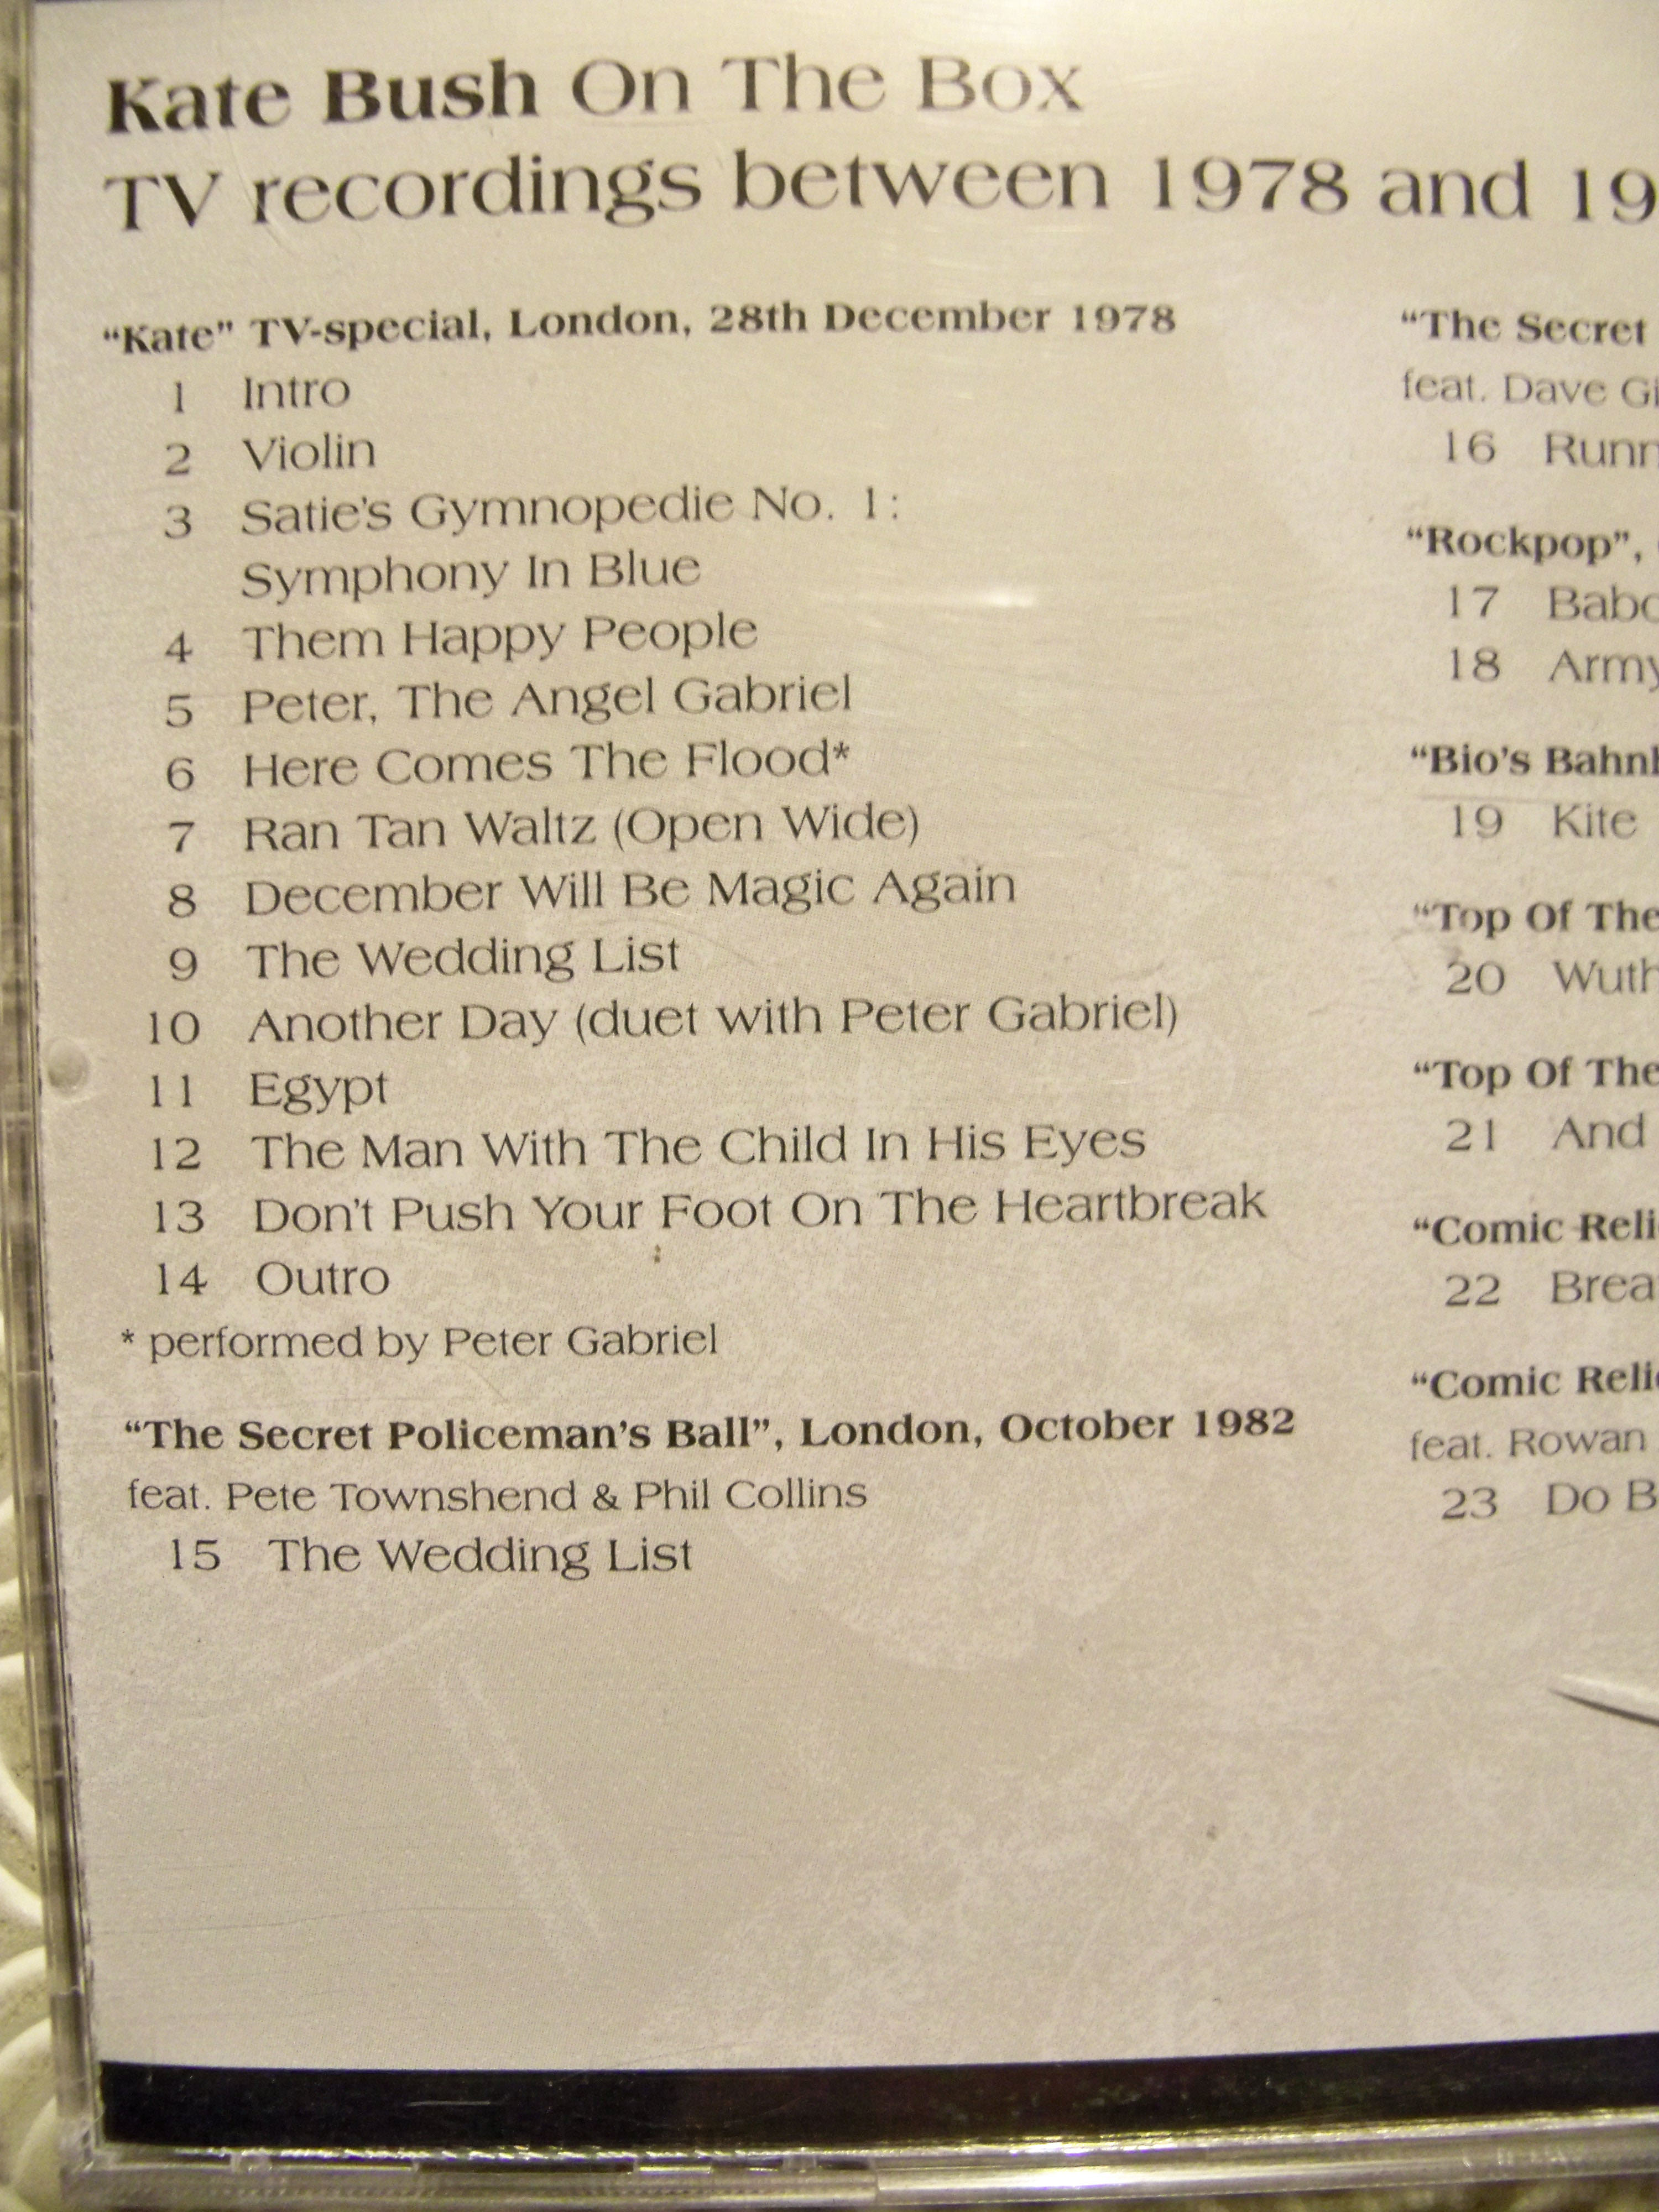 Kate Bush On The Box
TV recordings between 1978 and 19
“Kate” TV-special, London, 28th December 1978
1 Intro
2 Violin
3 Satie's Gymnopedie No. 1:
Symphony In Blue
4 Them Happy People
5 Peter, The Angel Gabriel
6 Here Comes The Flood*
7 Ran Tan Waltz (Open Wide)
8 December Will Be Magic Again
9 The Wedding List
10 Another Day (duet with Peter Gabriel)
11 Egypt
12 The Man With The Child In His Eyes
13 Don't Push Your Foot On The Heartbreak
14 Outro
* performed by Peter Gabriel
“The Secret Policeman's Ball”, London, October 1982
feat. Pete Townshend & Phil Collins
15 The Wedding List
“The Secret
feat. Dave
16
“Rockpop”,
17
18 Army
“Bio's
19 Kite
“Top Of The
20
“Top Of The
21 And
“Comic
22
“Comic
feat. Rowan
23 Do